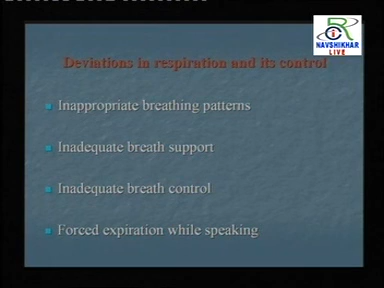 R
NAVSHIKHAR
LIVE
Deviations in respiration and its control
Inappropriate breathing patterns
Inadequate breath support
Inadequate breath control
Forced expiration while speaking